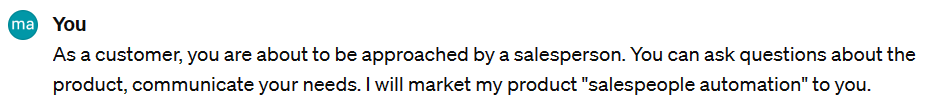 ma You
As a customer, you are about to be approached by a salesperson. You can ask questions about the
product, communicate your needs. I will market my product "salespeople automation" to you.